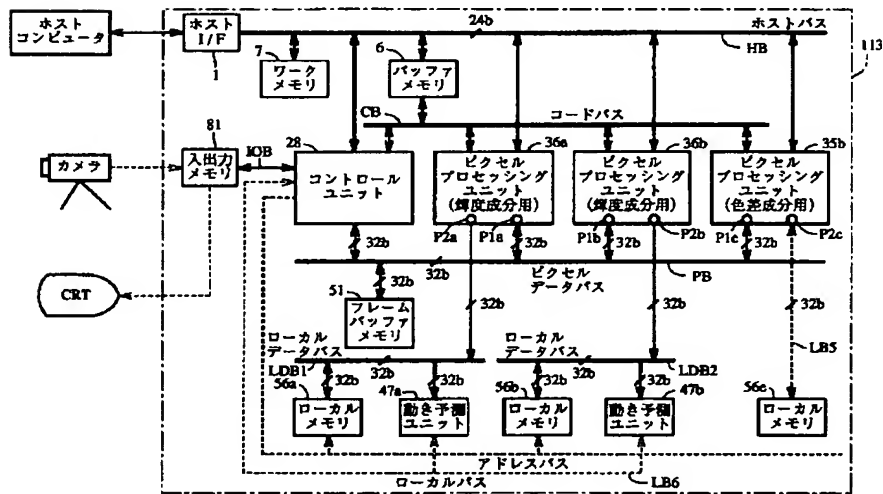 ホスト
コンピュータ
ホスト
I/F
1
24b
ホストバス
HB
113
7
ワーク
メモリ
6
バッファ
メモリ
CB
コードバス
81
カメラ
入出力
メモリ
IOB
28
コントロール
ユニット
36a
ピクセル
プロセッシング
ユニット
(輝度成分用)
P2a
P1a
36b
ピクセル
プロセッシング
ユニット
(輝度成分用)
P1b
P2b
35b
ピクセル
プロセッシング
ユニット
(色差成分用)
P1c
P2c
32b
32b
32b
32b
32b
ピクセル
データバス
PB
CRT
51
32b
フレーム
バッファ
メモリ
32b
32b
32b
LB5
ローカル
データバス
LDB1
32b
ローカル
データバス
32b
LDB2
56a
32b
ローカル
メモリ
47a
32b
動き予測
ユニット
56b
32b
ローカル
メモリ
47b
32b
動き予測
ユニット
56c
ローカル
メモリ
アドレスバス
ローカルバス
LB6